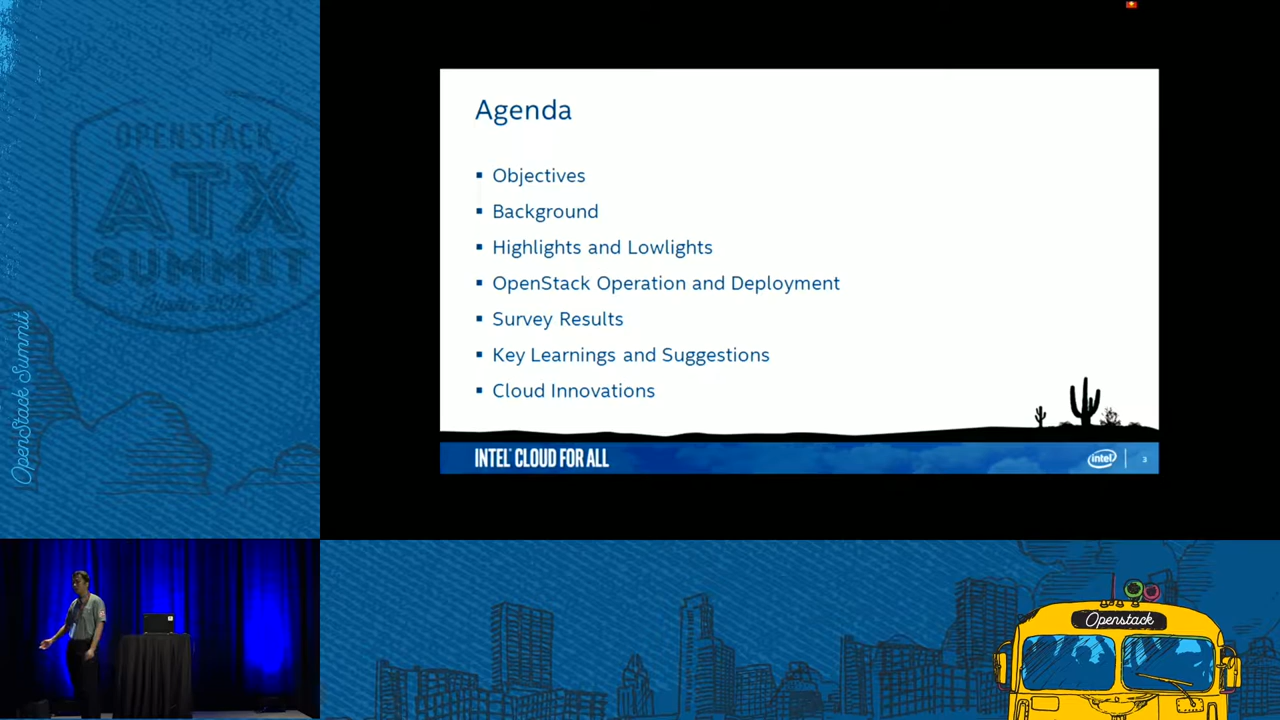 OPENSTACK
ATX
SUMMIT
OpenStack Summit
Agenda
▪ Objectives
▪ Background
▪ Highlights and Lowlights
▪ OpenStack Operation and Deployment
▪ Survey Results
▪ Key Learnings and Suggestions
▪ Cloud Innovations
INTEL® CLOUD FOR ALL
intel
3
Openstack